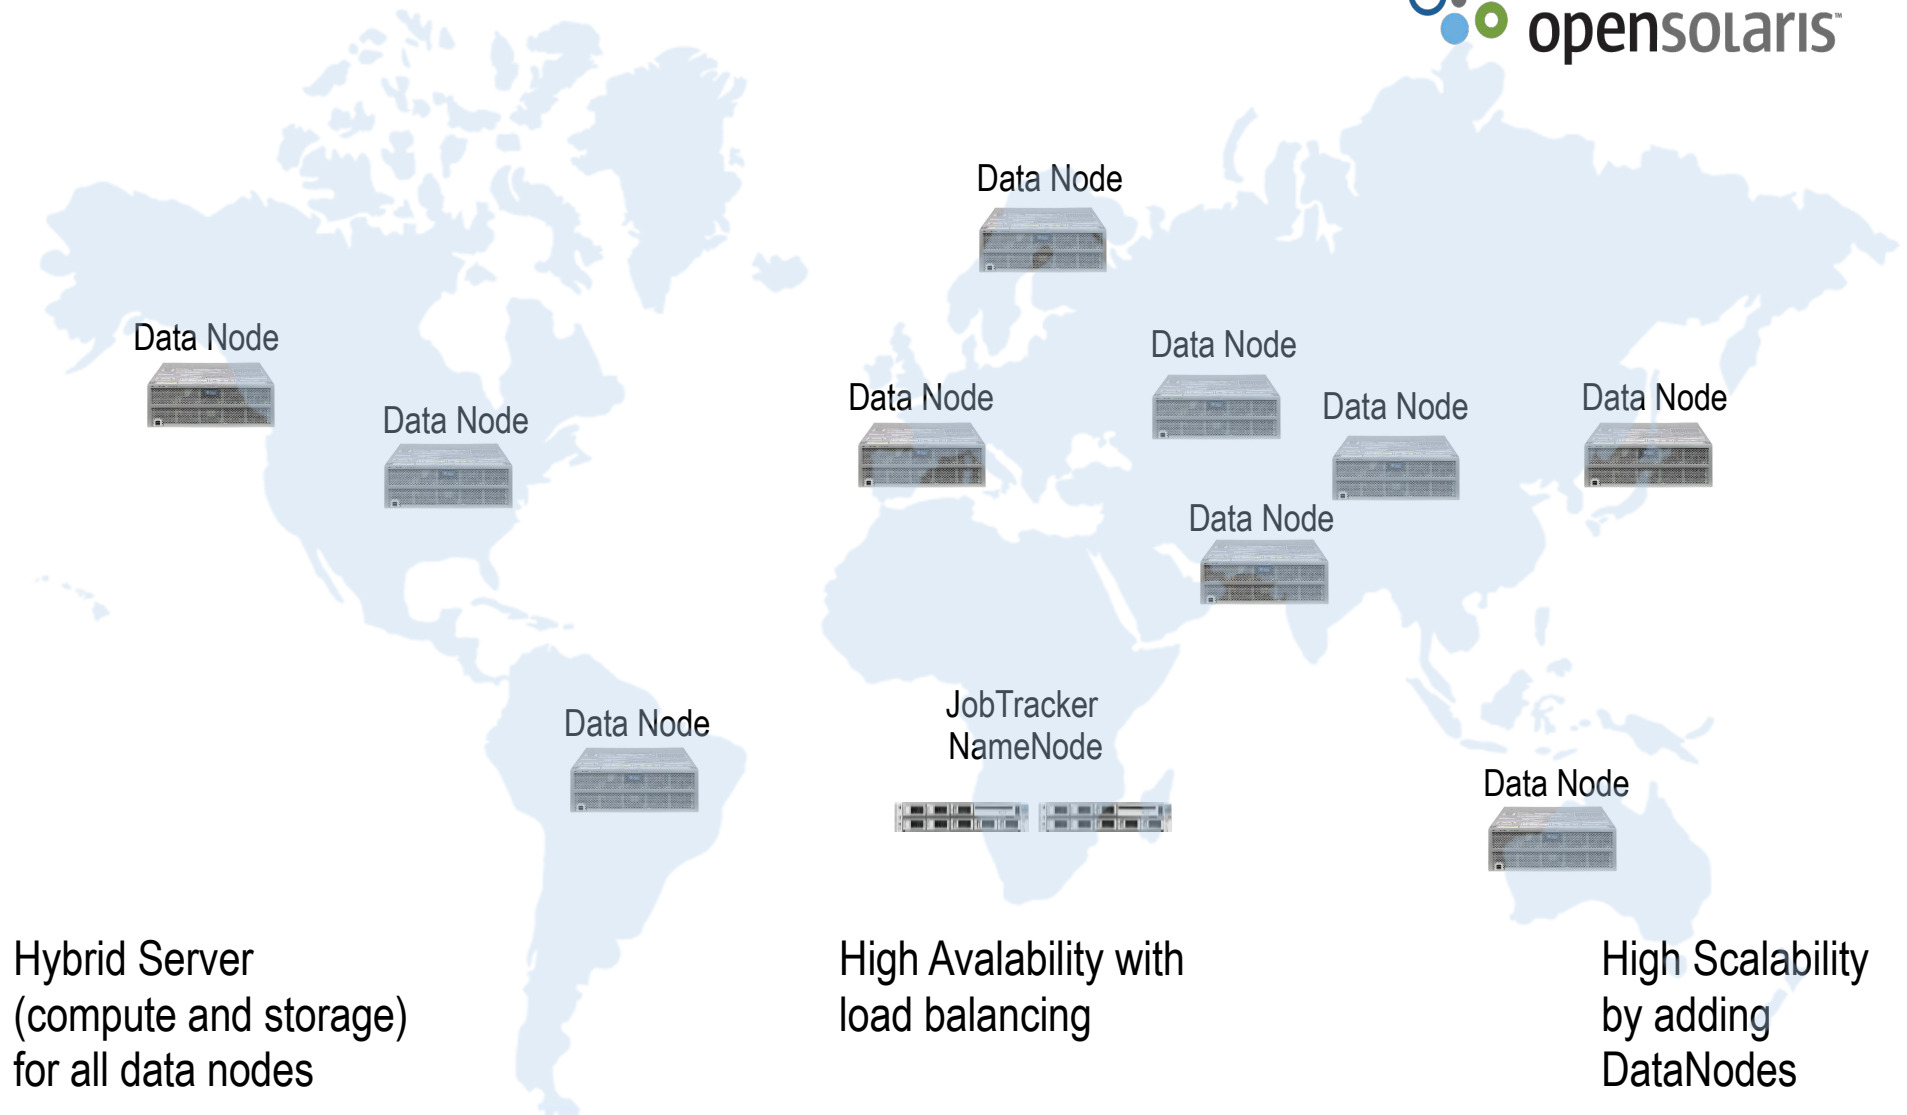 opensolaris™
Data Node
Data Node
Data Node
Data Node
Data Node
Data Node
Data Node
Data Node
Data Node
JobTracker
NameNode
Data Node
Hybrid Server
(compute and storage)
for all data nodes
High Avalability with
load balancing
High Scalability
by adding
DataNodes